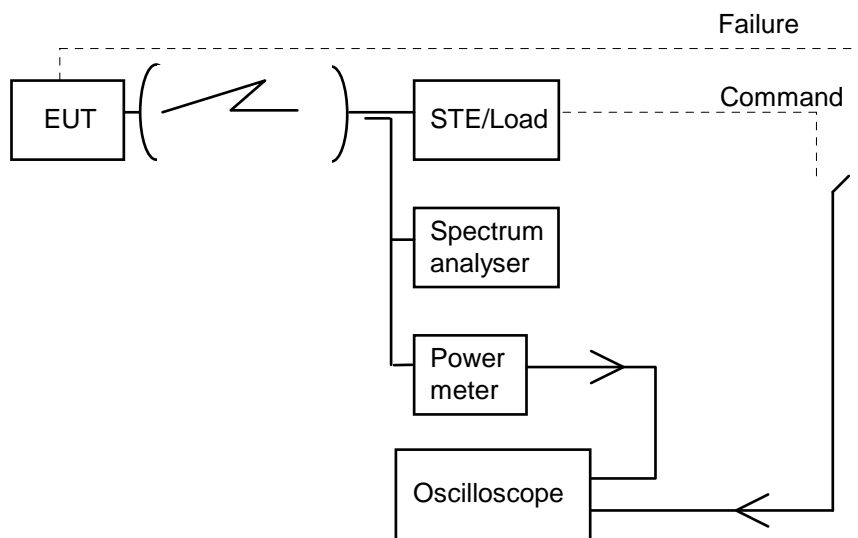 Failure
EUT
STE/Load
Command
Spectrum
analyser
Power
meter
Oscilloscope